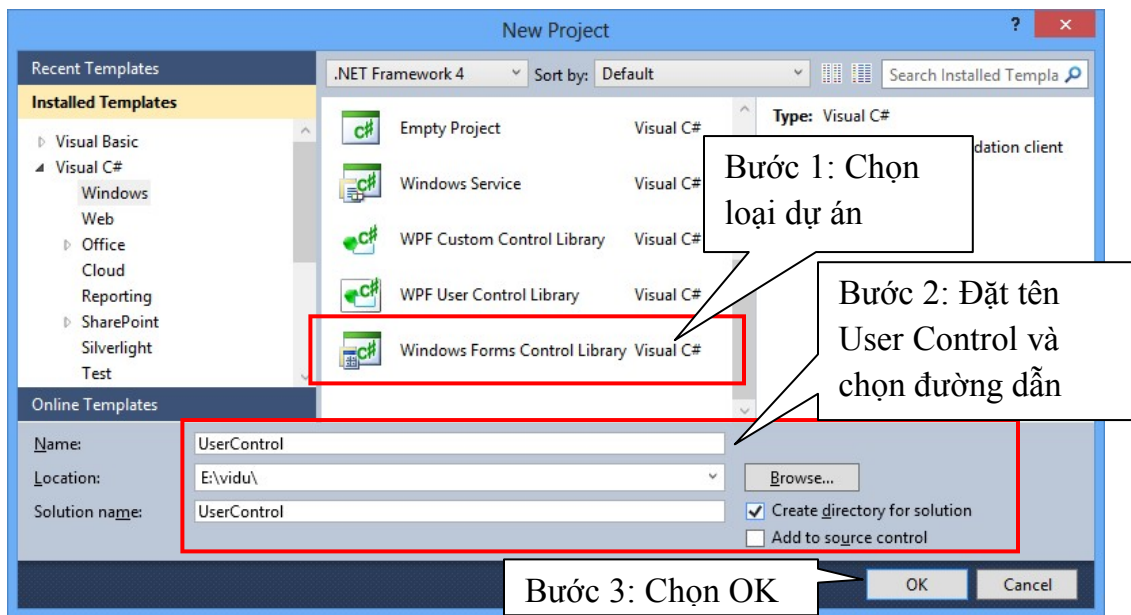 New Project
?
×
Recent Templates
Installed Templates
Visual Basic
Visual C#
Windows
Web
Office
Cloud
Reporting
SharePoint
Silverlight
Test
Online Templates
.NET Framework 4
Sort by: Default
Search Installed Templa
Empty Project Visual C#
Windows Service Visual C#
WPF Custom Control Library Visual C#
WPF User Control Library Visual C#
Windows Forms Control Library Visual C#
Type: Visual C#
client
Bước 1: Chọn
loại dự án
Bước 2: Đặt tên
User Control và
chọn đường dẫn
Name: UserControl
Location: E:\vidu\
Browse...
Solution name: UserControl
Create directory for solution
Add to source control
Bước 3: Chọn OK
OK
Cancel